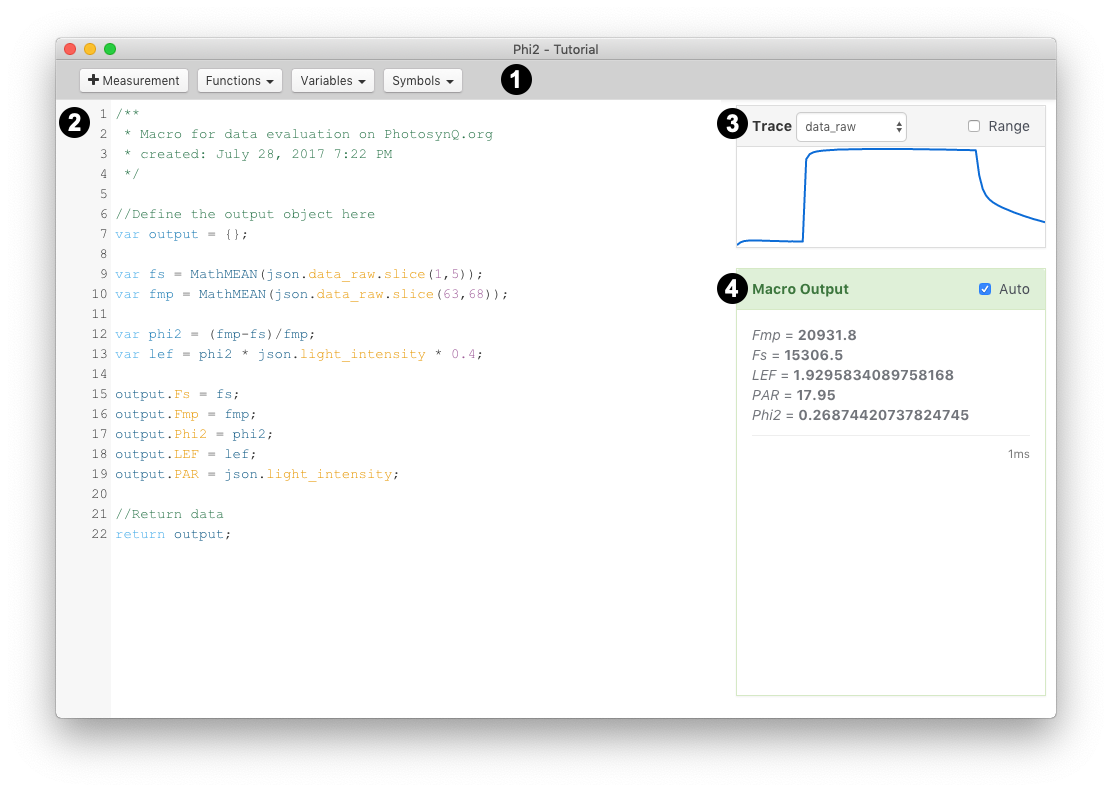 Phi2 - Tutorial
+ Measurement Functions Variables Symbols 1
2
1 /**
2  * Macro for data evaluation on PhotosynQ.org
3  * created: July 28, 2017 7:22 PM
4  */
5
6 //Define the output object here
7 var output = {};
8
9 var fs = MathMEAN(json.data_raw.slice(1,5));
10 var fmp = MathMEAN(json.data_raw.slice(63,68));
11
12 var phi2 = (fmp-fs)/fmp;
13 var lef = phi2 * json.light_intensity * 0.4;
14
15 output.Fs = fs;
16 output.Fmp = fmp;
17 output.Phi2 = phi2;
18 output.LEF = lef;
19 output.PAR = json.light_intensity;
20
21 //Return data
22 return output;
3 Trace data_raw Range
4 Macro Output Auto
Fmp = 20931.8
Fs = 15306.5
LEF = 1.9295834089758168
PAR = 17.95
Phi2 = 0.26874420737824745
1ms